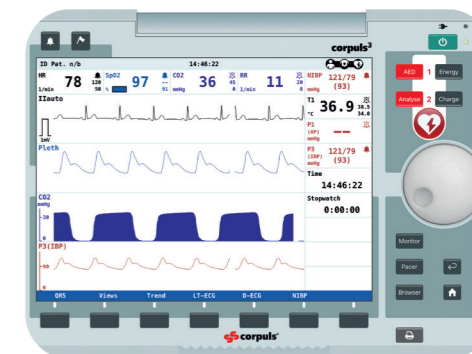 corpuls³
ID Pat. n/b 14:46:22
HR 78 120 50 1/min
SpO2 97 -- 91 %
CO2 36 45 0 mmHg
RR 11 20 8 1/min
NIBP 121/79 (93) mmHg
IIauto
1mV
T1 36.9 38.5 34.0 °C
P1 (AP) -- mmHg
Pleth
P3 (IBP) 121/79 (93) mmHg
Time
14:46:22
Stopwatch
0:00:00
CO2
mmHg
30
0
P3(IBP)
90
0
QRS Views Trend LT-ECG D-ECG NIBP
AED 1 Energy
Analyse 2 Charge
Monitor
Pacer
Browser
corpuls